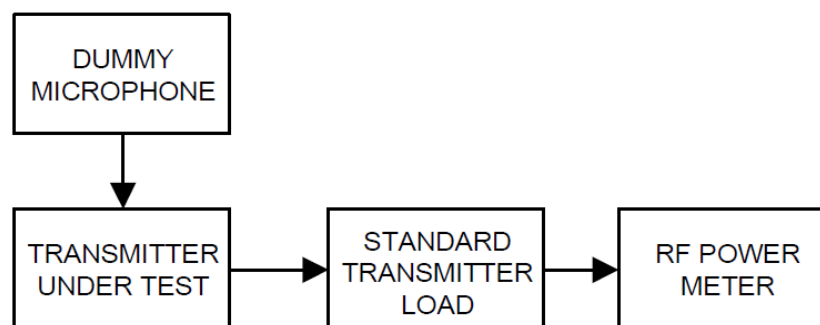 DUMMY
MICROPHONE
TRANSMITTER
UNDER TEST
STANDARD
TRANSMITTER
LOAD
RF POWER
METER